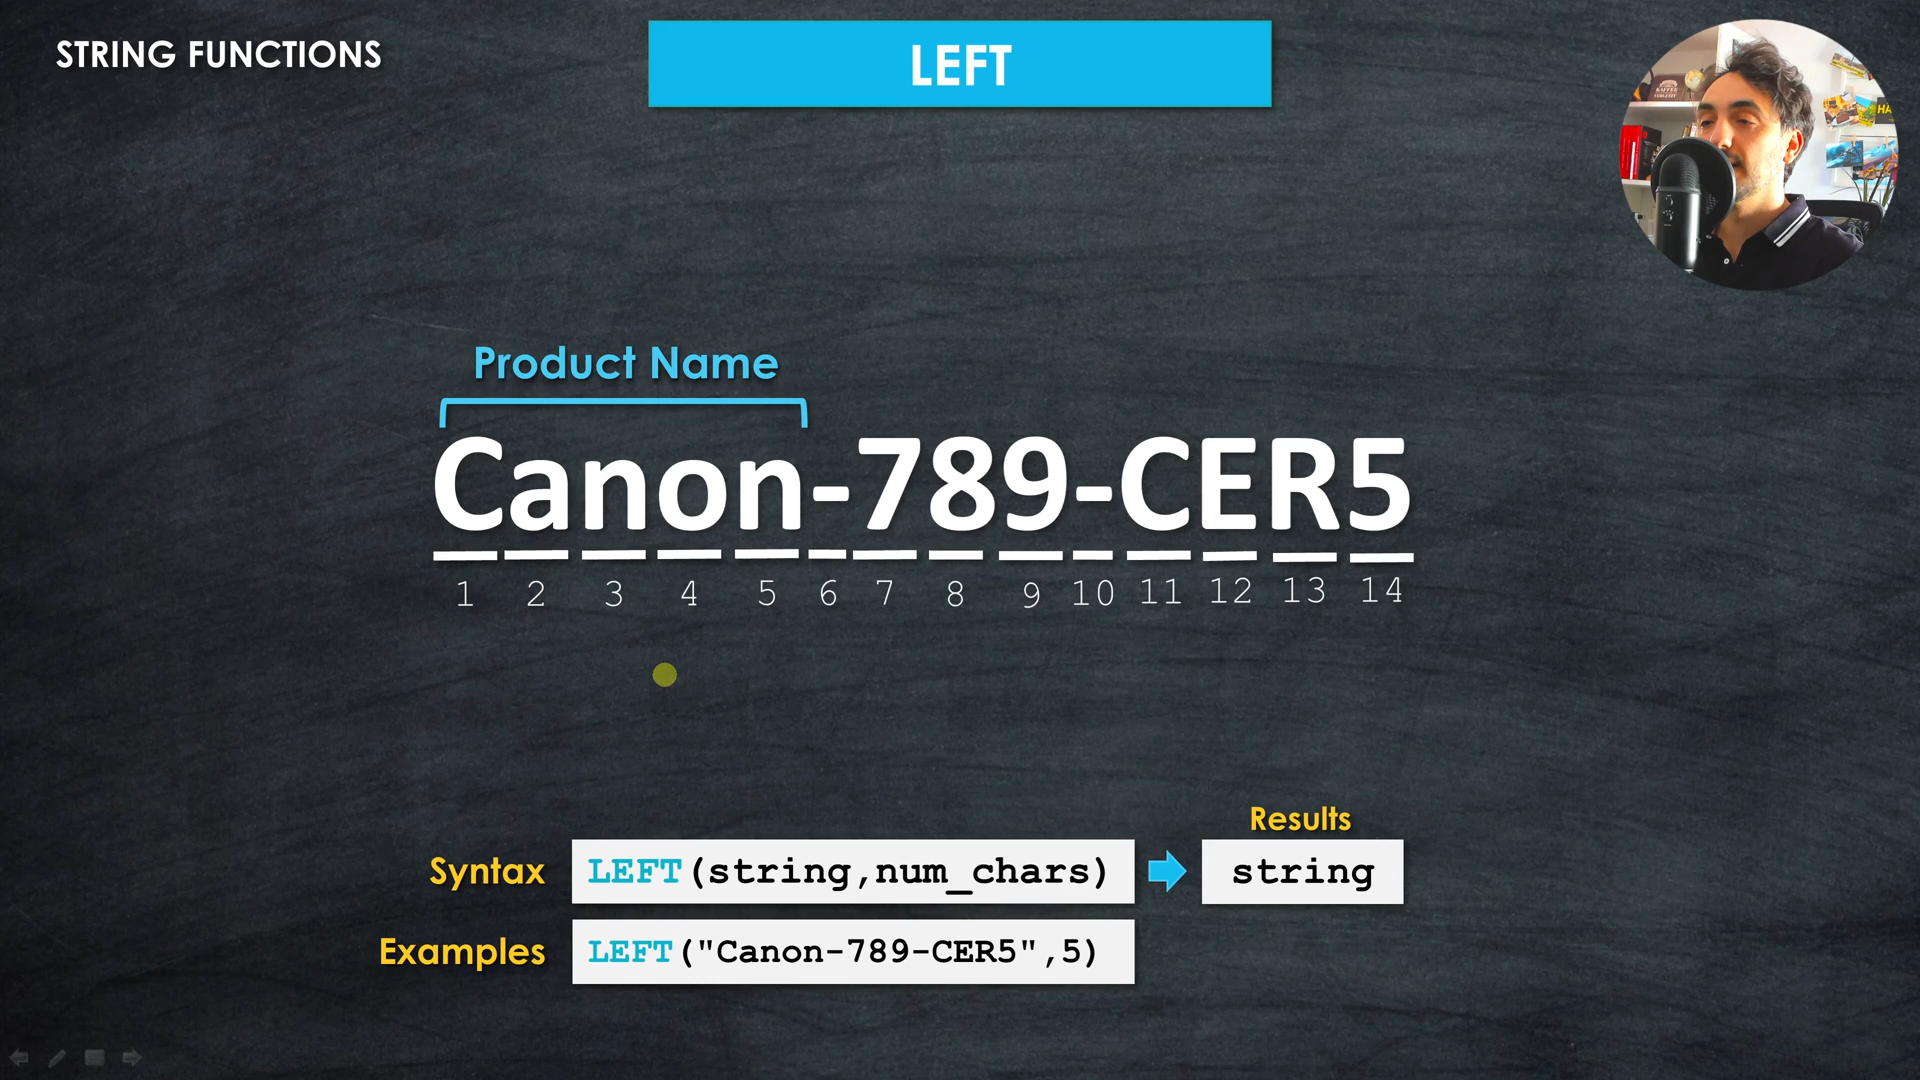 STRING FUNCTIONS
LEFT
Product Name
Canon-789-CER5
1 2 3 4 5 6 7 8 9 10 11 12 13 14
Results
Syntax LEFT(string,num_chars) string
Examples LEFT("Canon-789-CER5",5)